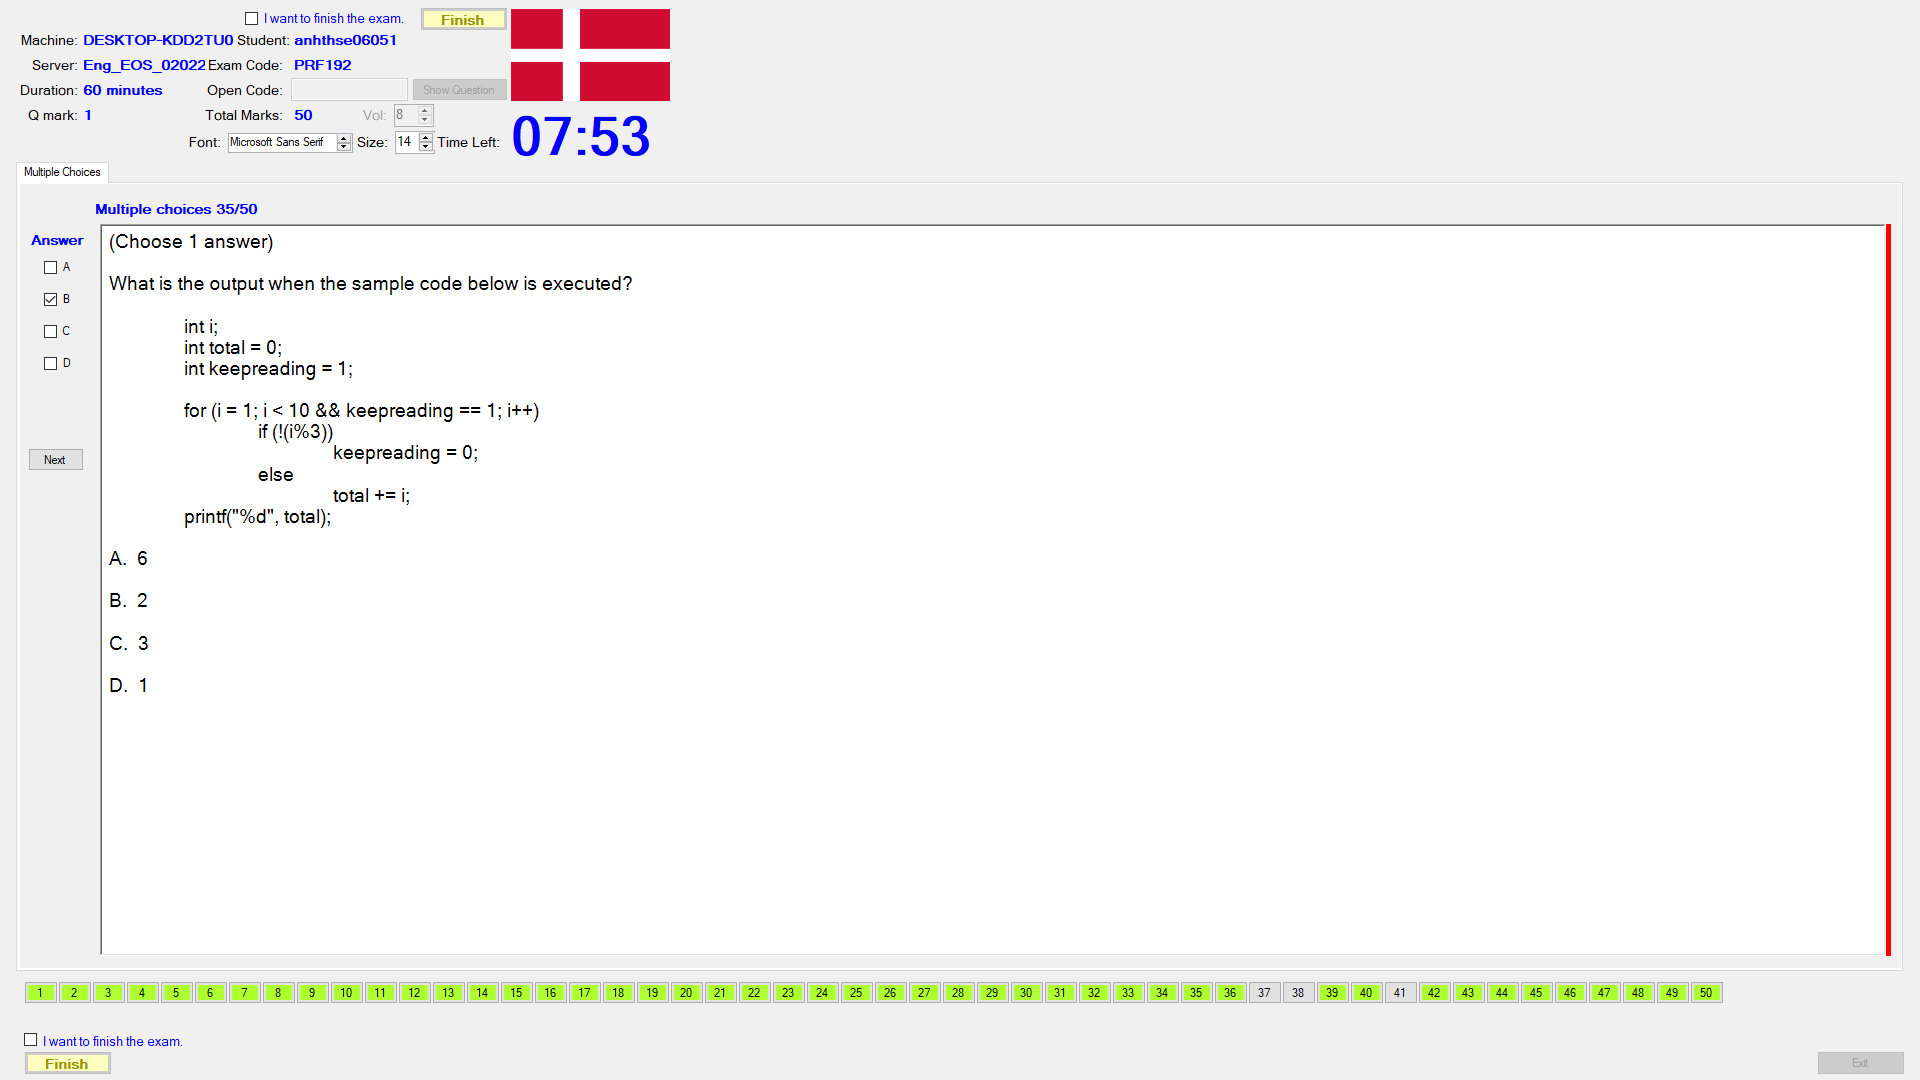 I want to finish the exam.
Finish
Machine: DESKTOP-KDD2TU0 Student: anhthse06051
Server: Eng_EOS_02022 Exam Code: PRF192
Duration: 60 minutes Open Code: Show Question
Q mark: 1 Total Marks: 50 Vol: 8
Font: Microsoft Sans Serif Size: 14 Time Left: 07:53
Multiple Choices
Multiple choices 35/50
Answer
A
B
C
D
Next
(Choose 1 answer)
What is the output when the sample code below is executed?
int i;
int total = 0;
int keepreading = 1;
for (i = 1; i < 10 && keepreading == 1; i++)
if (!(i%3))
keepreading = 0;
else
total += i;
printf("%d", total);
A. 6
B. 2
C. 3
D. 1
1 2 3 4 5 6 7 8 9 10 11 12 13 14 15 16 17 18 19 20 21 22 23 24 25 26 27 28 29 30 31 32 33 34 35 36 37 38 39 40 41 42 43 44 45 46 47 48 49 50
I want to finish the exam.
Finish
Exit